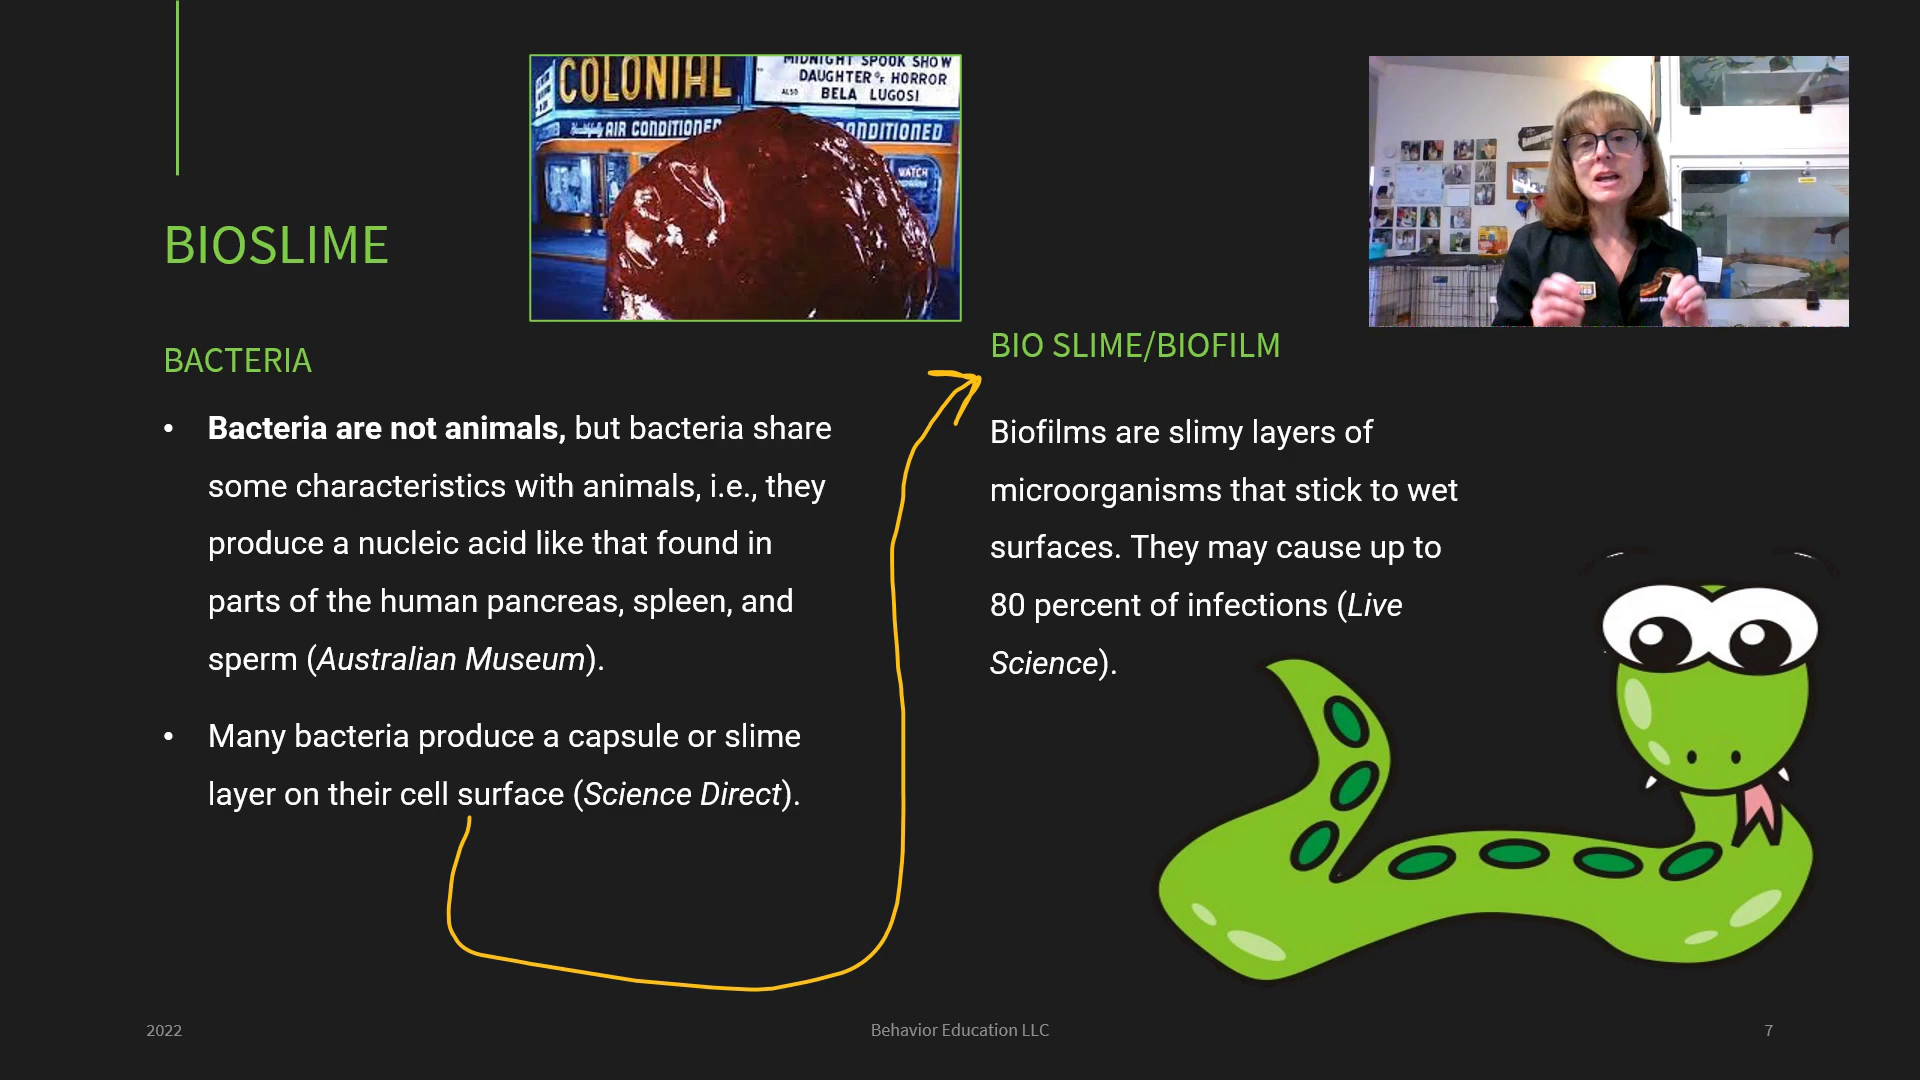 COLONIAL
MIDNIGHT SPOOK SHOW
DAUGHTER OF HORROR
ALSO
BELA LUGOSI
Healthfully AIR CONDITIONED
CONDITIONED
WATCH
BIOSLIME
BACTERIA
• Bacteria are not animals, but bacteria share
some characteristics with animals, i.e., they
produce a nucleic acid like that found in
parts of the human pancreas, spleen, and
sperm (Australian Museum).
• Many bacteria produce a capsule or slime
layer on their cell surface (Science Direct).
BIO SLIME/BIOFILM
Biofilms are slimy layers of
microorganisms that stick to wet
surfaces. They may cause up to
80 percent of infections (Live
Science).
2022
Behavior Education LLC
7